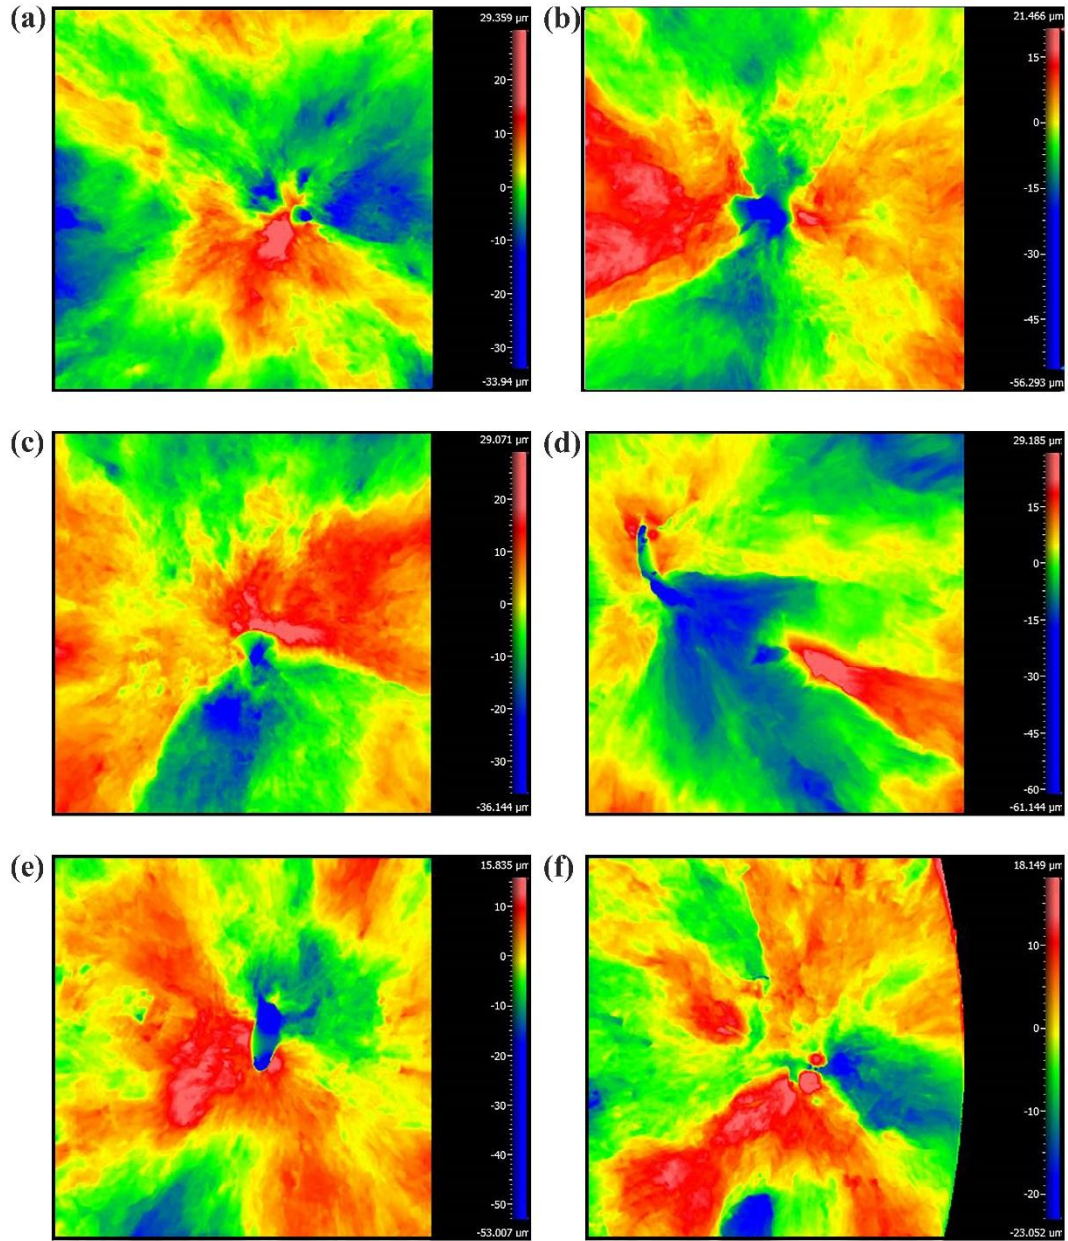 (a)
29.359 µm
20
10
0
-10
-20
-30
-33.94 µm
(b)
21.466 µm
15
0
-15
-30
-45
-56.293 µm
(c)
29.071 µm
20
10
0
-10
-20
-30
-36.144 µm
(d)
29.185 µm
15
0
-15
-30
-45
-60
-61.144 µm
(e)
15.835 µm
10
0
-10
-20
-30
-40
-50
-53.007 µm
(f)
18.149 µm
10
0
-10
-20
-23.052 µm